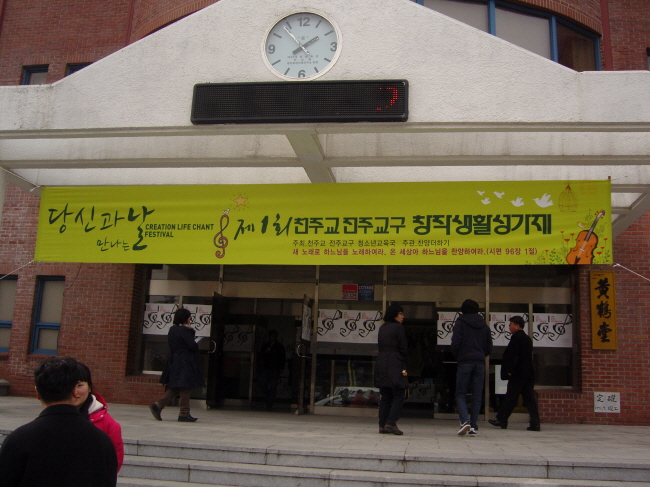 당신과
만나는
날
CREATION LIFE CHANT
FESTIVAL
제1회 천주교 전주교구 창작생활성가제
주최 천주교 전주교구 청소년교육국 주관 찬양더하기
새 노래로 하느님을 노래하여라. 온 세상아 하느님을 찬양하여라.(시편 96장 1절)
黃鶴堂